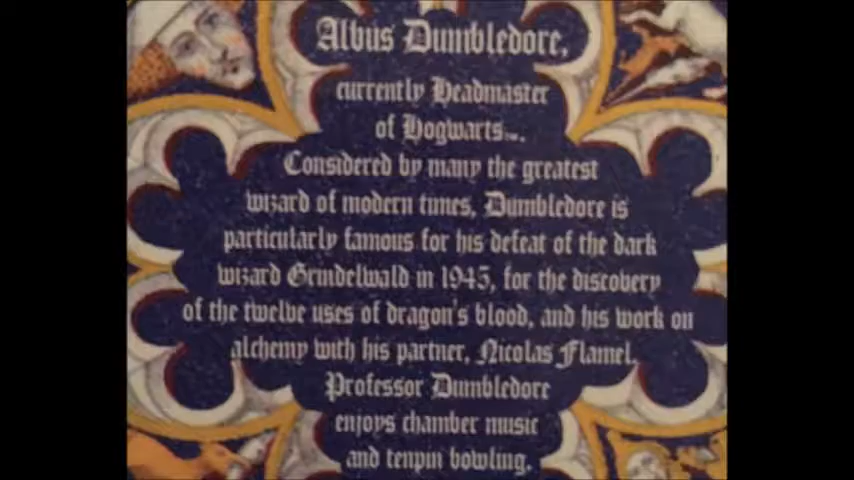 Albus Dumbledore,
currently Headmaster
of Hogwarts™.
Considered by many the greatest
wizard of modern times, Dumbledore is
particularly famous for his defeat of the dark
wizard Grindelwald in 1945, for the discovery
of the twelve uses of dragon's blood, and his work on
alchemy with his partner, Nicolas Flamel.
Professor Dumbledore
enjoys chamber music
and tenpin bowling.